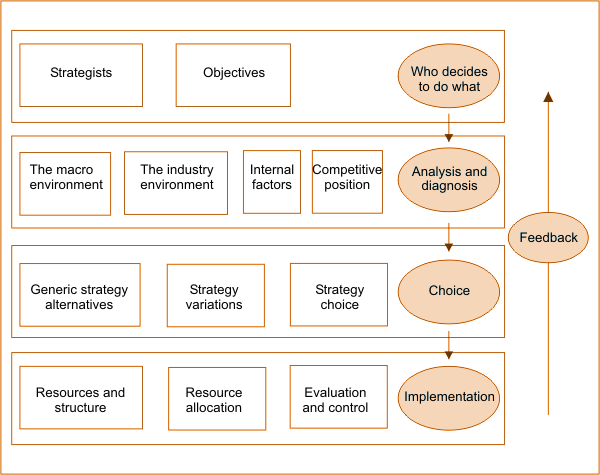 Strategists
Objectives
Who decides
to do what
The macro
environment
The industry
environment
Internal
factors
Competitive
position
Analysis and
diagnosis
Feedback
Generic strategy
alternatives
Strategy
variations
Strategy
choice
Choice
Resources and
structure
Resource
allocation
Evaluation
and control
Implementation